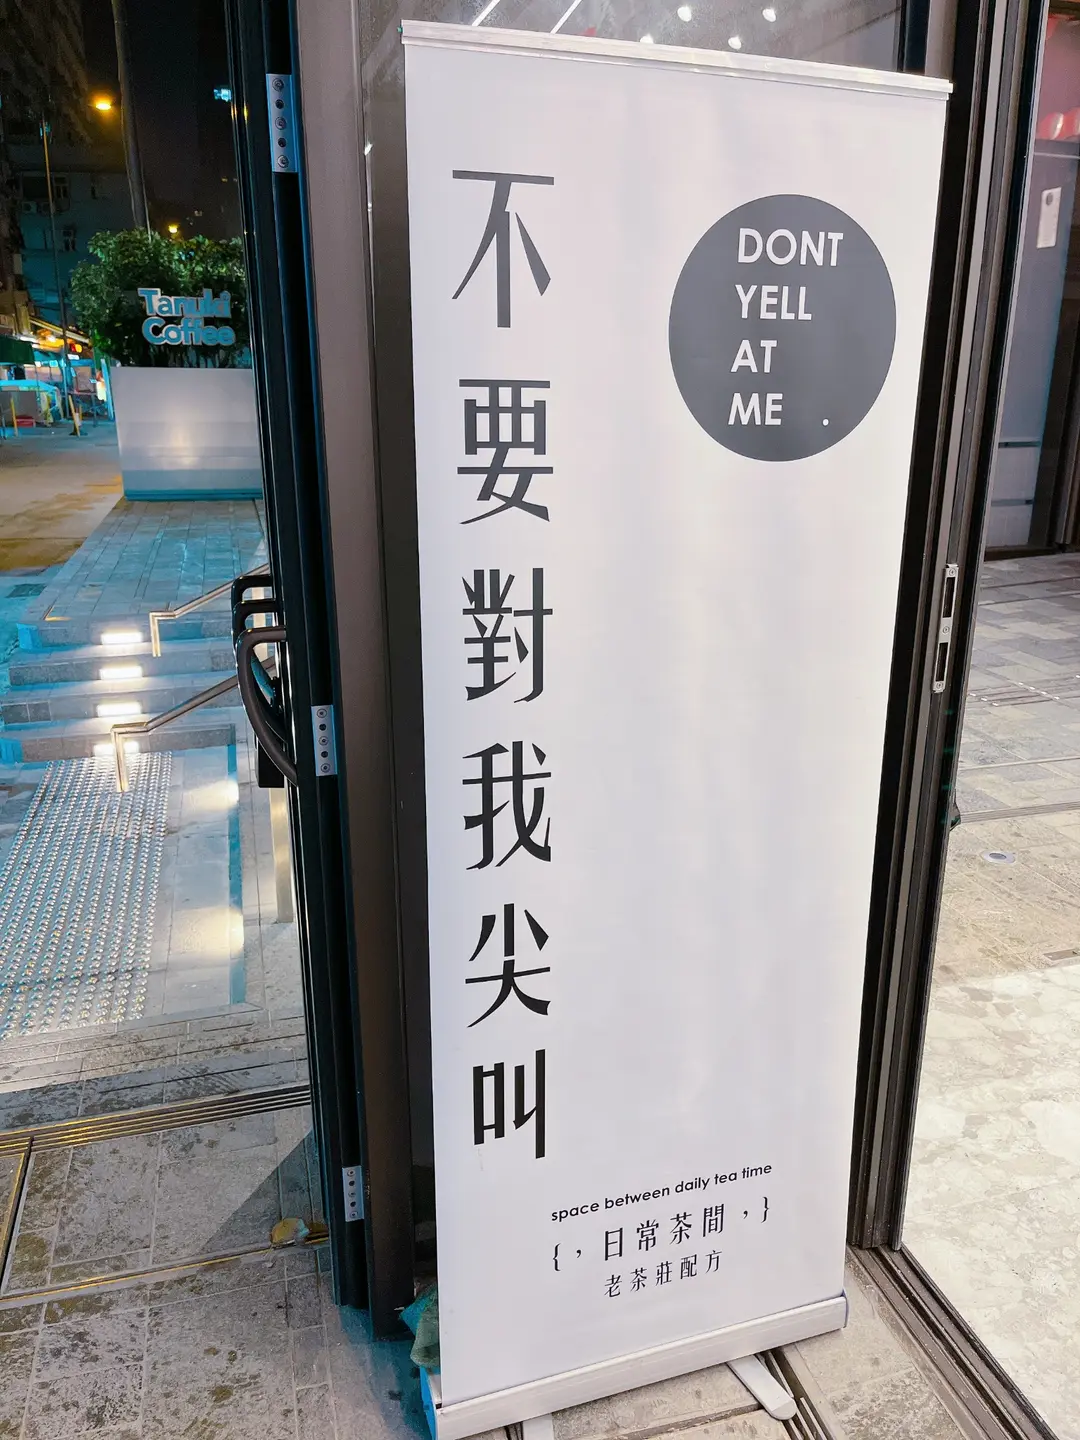 不要對我尖叫
DONT
YELL
AT
ME .
space between daily tea time
{ , 日常茶間 , }
老茶莊配方
Tanuki
Coffee